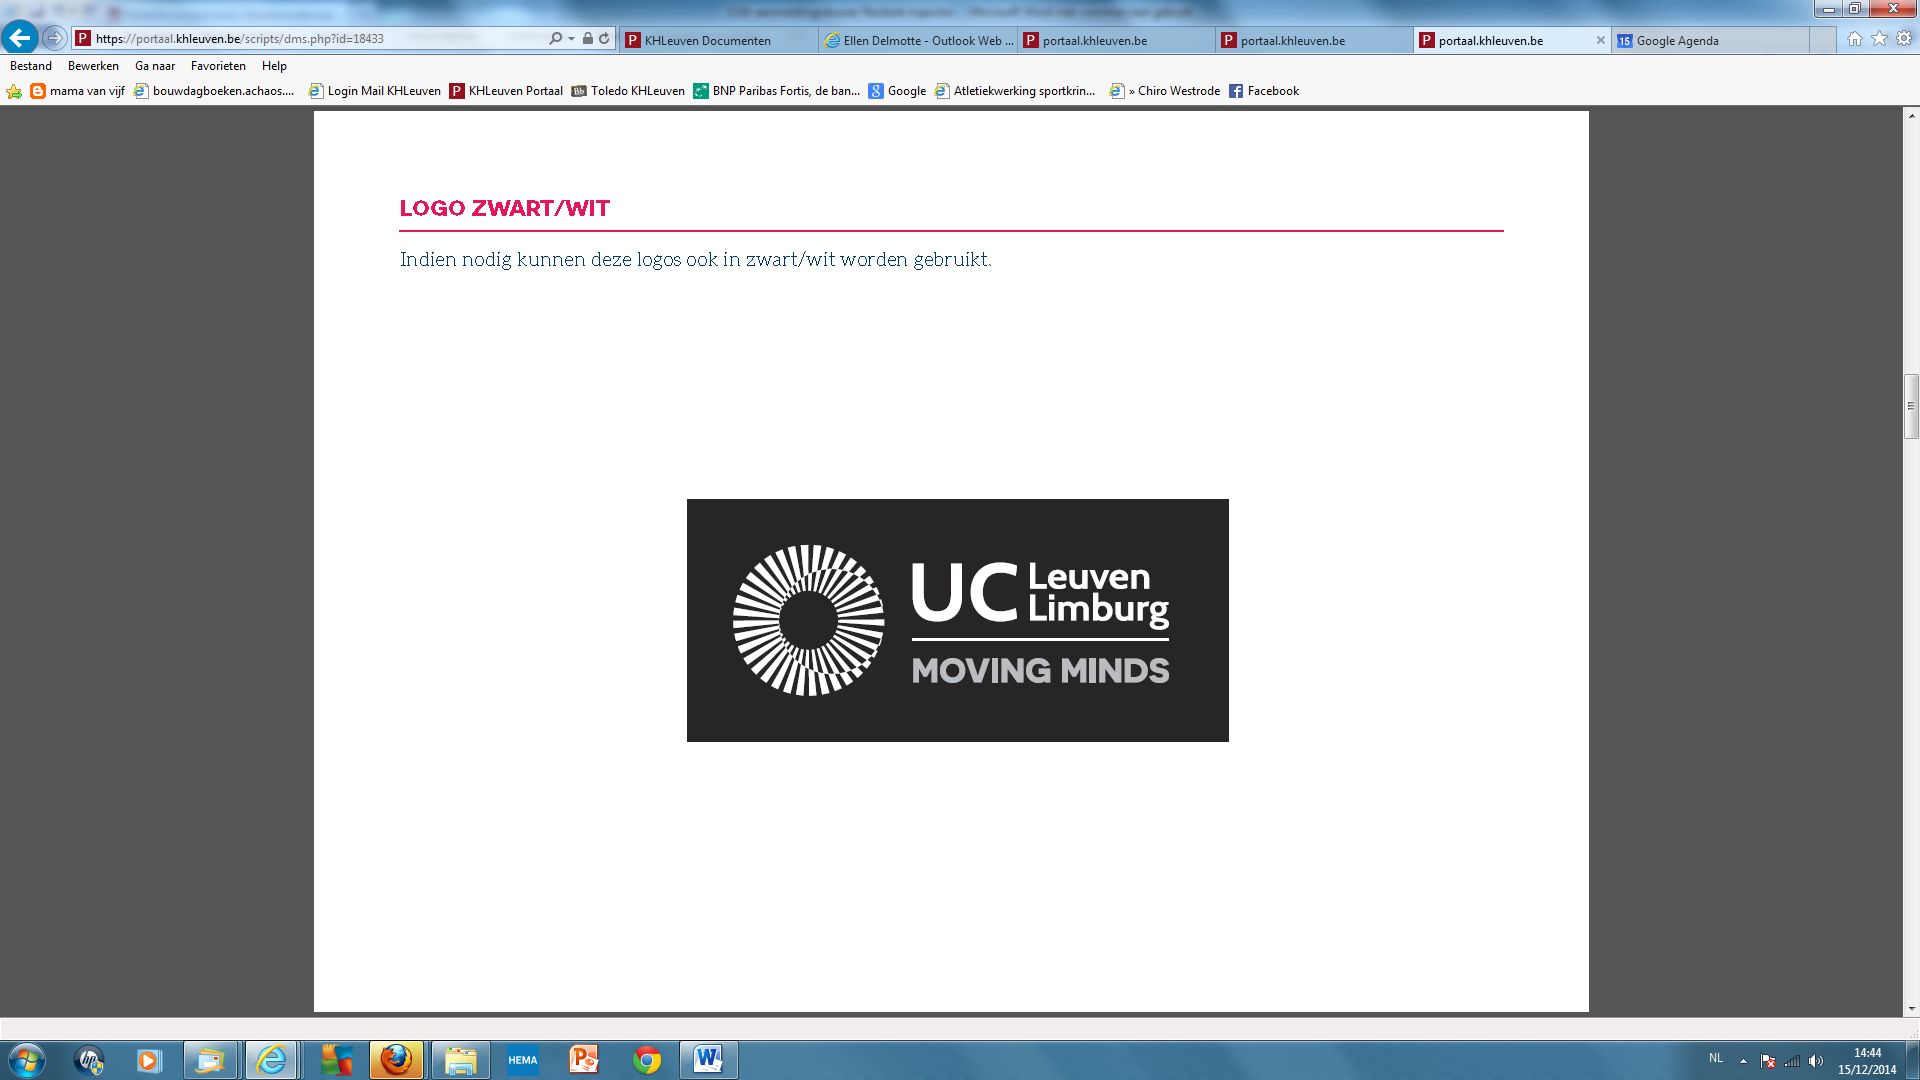 https://portaal.khleuven.be/scripts/dms.php?id=18433
KHLeuven Documenten
Ellen Delmotte - Outlook Web ...
portaal.khleuven.be
portaal.khleuven.be
portaal.khleuven.be
15 Google Agenda
Bestand Bewerken Ga naar Favorieten Help
mama van vijf bouwdagboeken.achaos.... Login Mail KHLeuven KHLeuven Portaal Toledo KHLeuven BNP Paribas Fortis, de ban... Google Atletiekwerking sportkrin... » Chiro Westrode Facebook
LOGO ZWART/WIT
Indien nodig kunnen deze logos ook in zwart/wit worden gebruikt.
UC Leuven
Limburg
MOVING MINDS
HEMA
NL
14:44
15/12/2014